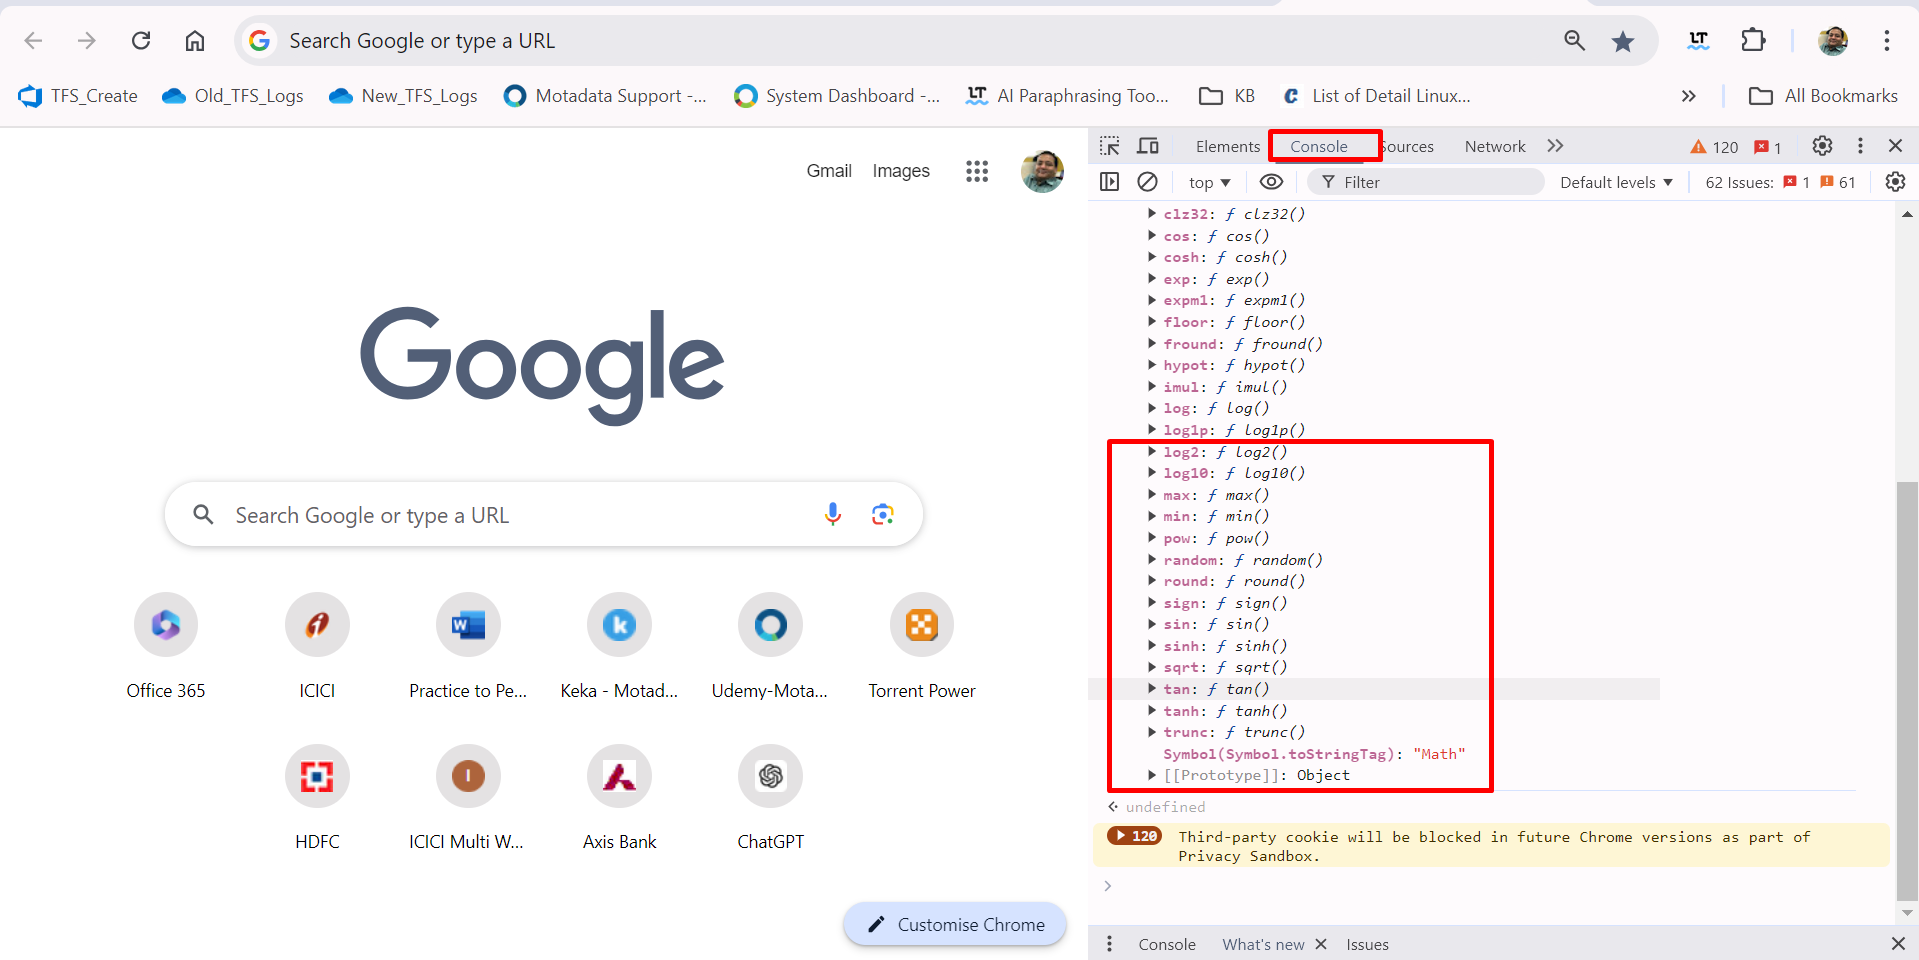 Search Google or type a URL
TFS_Create
Old_TFS_Logs
New_TFS_Logs
Motadata Support -...
System Dashboard -...
AI Paraphrasing Too...
KB
List of Detail Linux...
All Bookmarks
Gmail
Images
Google
Search Google or type a URL
Office 365
ICICI
Practice to Pe...
Keka - Motad...
Udemy-Mota...
Torrent Power
HDFC
ICICI Multi W...
Axis Bank
ChatGPT
Customise Chrome
Elements
Console
Sources
Network
120
1
top
Filter
Default levels
62 Issues: 1 61
clz32: ƒ clz32()
cos: ƒ cos()
cosh: ƒ cosh()
exp: ƒ exp()
expm1: ƒ expm1()
floor: ƒ floor()
fround: ƒ fround()
hypot: ƒ hypot()
imul: ƒ imul()
log: ƒ log()
log1p: ƒ log1p()
log2: ƒ log2()
log10: ƒ log10()
max: ƒ max()
min: ƒ min()
pow: ƒ pow()
random: ƒ random()
round: ƒ round()
sign: ƒ sign()
sin: ƒ sin()
sinh: ƒ sinh()
sqrt: ƒ sqrt()
tan: ƒ tan()
tanh: ƒ tanh()
trunc: ƒ trunc()
Symbol(Symbol.toStringTag): "Math"
[[Prototype]]: Object
undefined
120 Third-party cookie will be blocked in future Chrome versions as part of
Privacy Sandbox.
Console
What's new
Issues